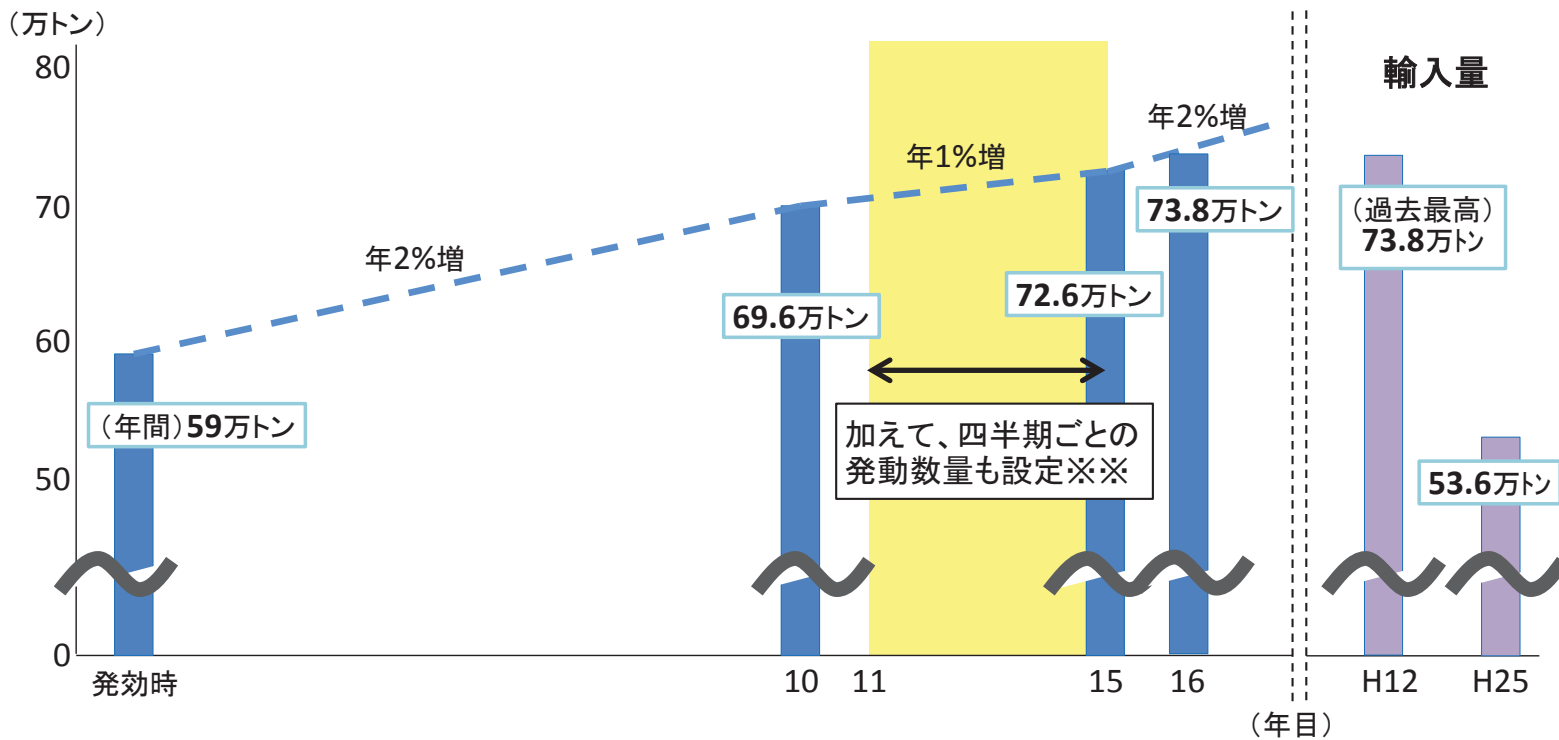 (万トン)
80
70
60
50
0
年2%増
年1%増
年2%増
(年間)59万トン
69.6万トン
72.6万トン
73.8万トン
加えて、四半期ごとの
発動数量も設定※※
発効時
10
11
15
16
(年目)
輸入量
(過去最高)
73.8万トン
53.6万トン
H12
H25